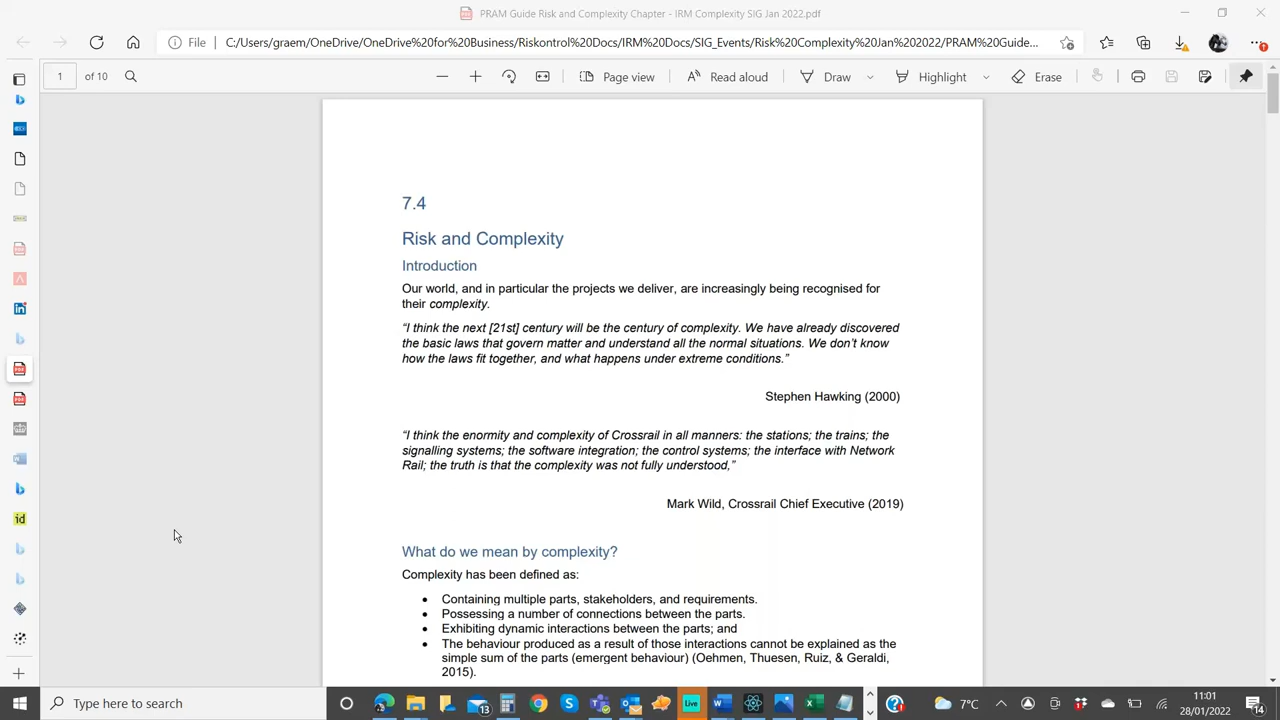 PRAM Guide Risk and Complexity Chapter - IRM Complexity SIG Jan 2022.pdf
File
C:/Users/graem/OneDrive/OneDrive%20for%20Business/Riskontrol%20Docs/IRM%20Docs/SIG_Events/Risk%20Complexity%20Jan%202022/PRAM%20Guide...
1 of 10
Page view
Read aloud
Draw
Highlight
Erase
7.4
Risk and Complexity
Introduction
Our world, and in particular the projects we deliver, are increasingly being recognised for
their complexity.
“I think the next [21st] century will be the century of complexity. We have already discovered
the basic laws that govern matter and understand all the normal situations. We don’t know
how the laws fit together, and what happens under extreme conditions.”
Stephen Hawking (2000)
“I think the enormity and complexity of Crossrail in all manners: the stations; the trains; the
signalling systems; the software integration; the control systems; the interface with Network
Rail; the truth is that the complexity was not fully understood,”
Mark Wild, Crossrail Chief Executive (2019)
What do we mean by complexity?
Complexity has been defined as:
• Containing multiple parts, stakeholders, and requirements.
• Possessing a number of connections between the parts.
• Exhibiting dynamic interactions between the parts; and
• The behaviour produced as a result of those interactions cannot be explained as the
simple sum of the parts (emergent behaviour) (Oehmen, Thuesen, Ruiz, & Geraldi,
2015).
id
Type here to search
13
Live
7°C
11:01
28/01/2022
14